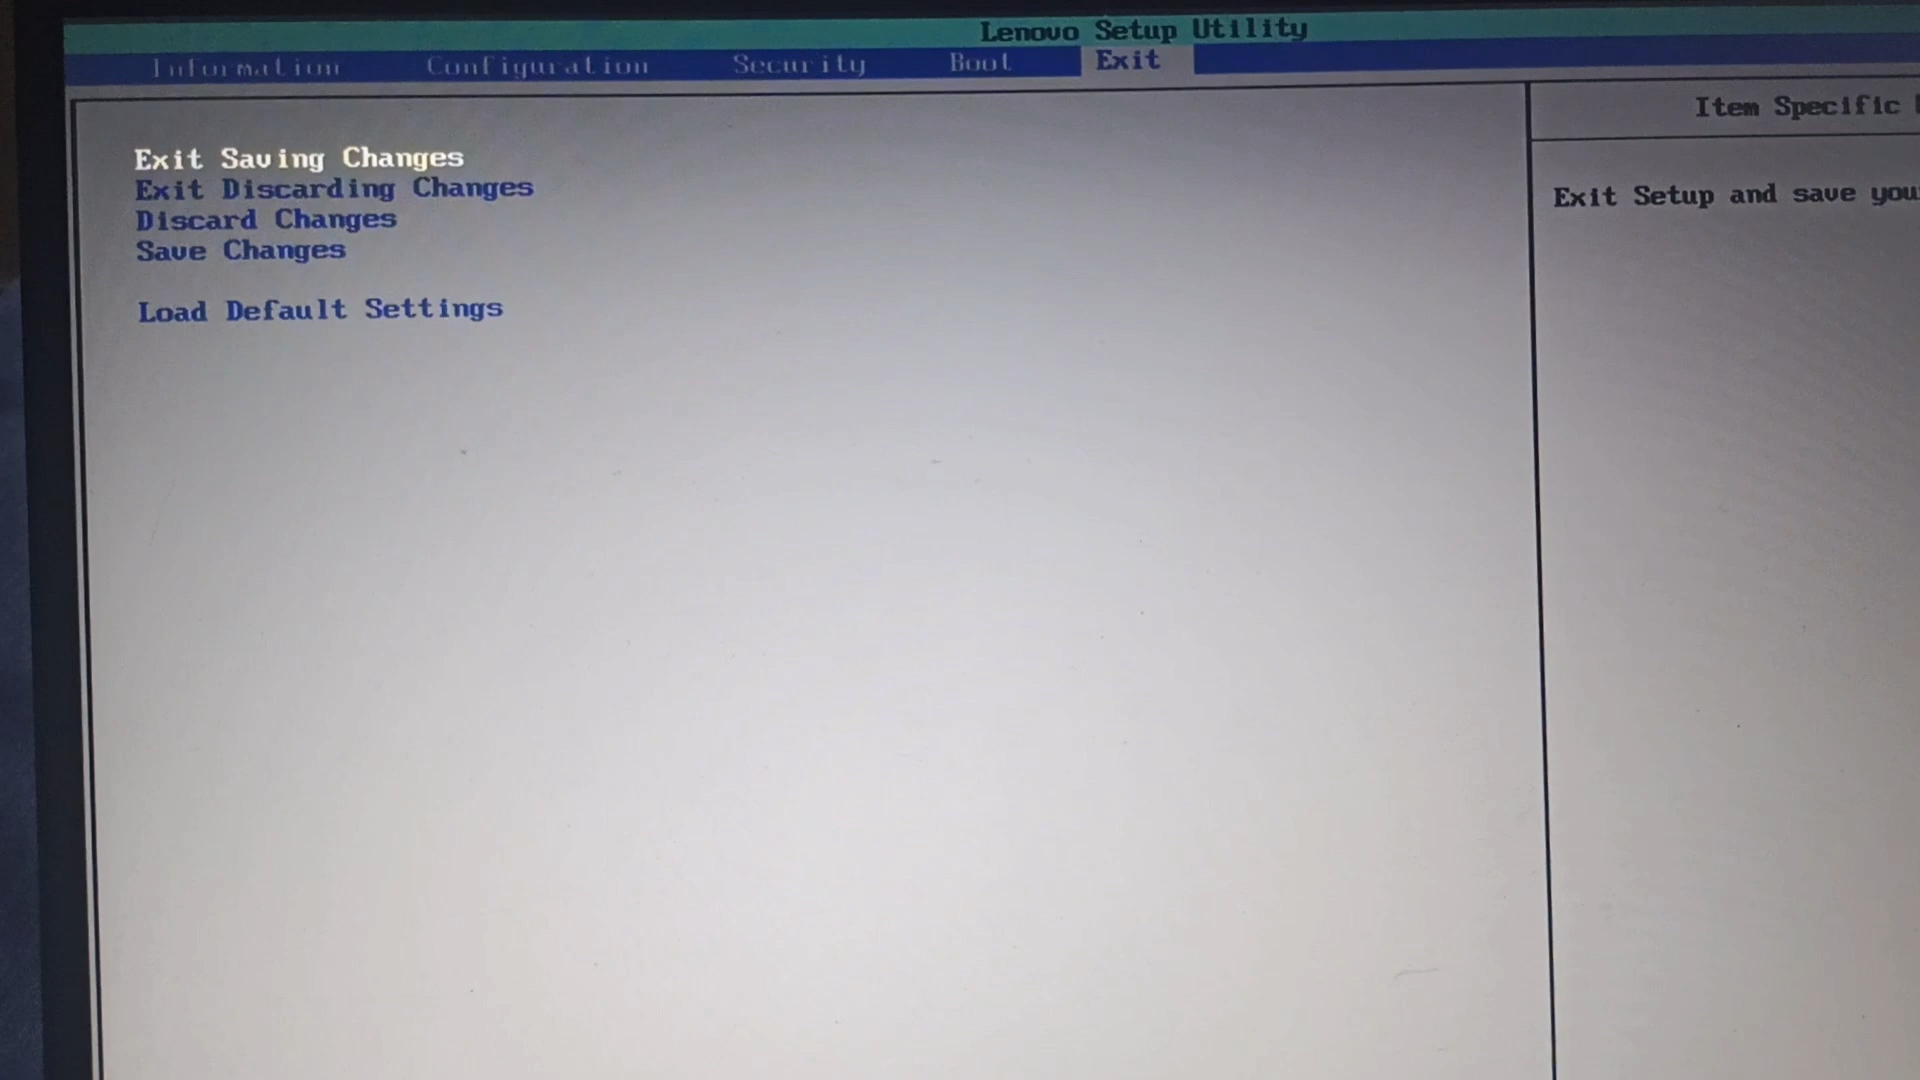 Lenovo Setup Utility
Information Configuration Security Boot Exit
Item Specific
Exit Saving Changes
Exit Discarding Changes
Discard Changes
Save Changes
Load Default Settings
Exit Setup and save you